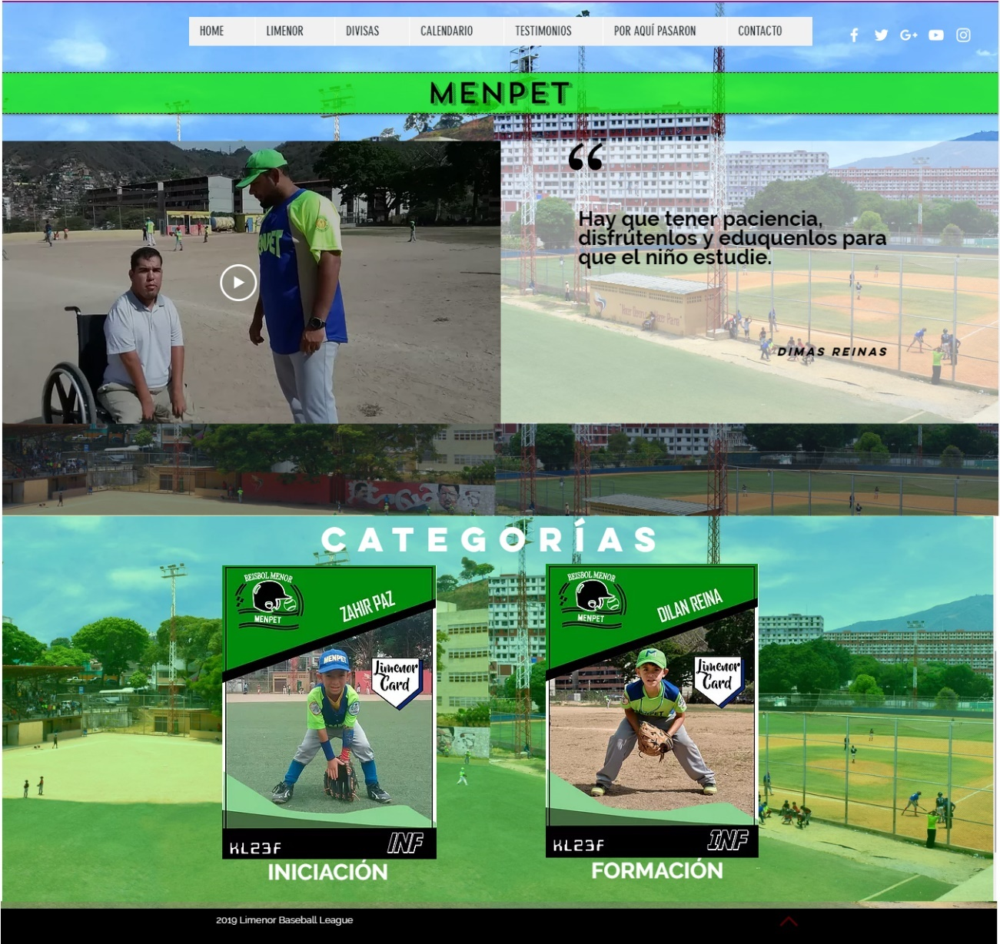 HOME LIMENOR DIVISAS CALENDARIO TESTIMONIOS POR AQUÍ PASARON CONTACTO
MENPET
“
Hay que tener paciencia,
disfrútenlos y eduquenlos para
que el niño estudie.
DIMAS REINAS
CATEGORÍAS
BEISBOL MENOR
MENPET
ZAHIR PAZ
MENPET
Limenor
Card
KL23F
INF
INICIACIÓN
BEISBOL MENOR
MENPET
DILAN REINA
Limenor
Card
MENPET
KL23F
INF
FORMACIÓN
2019 Limenor Baseball League